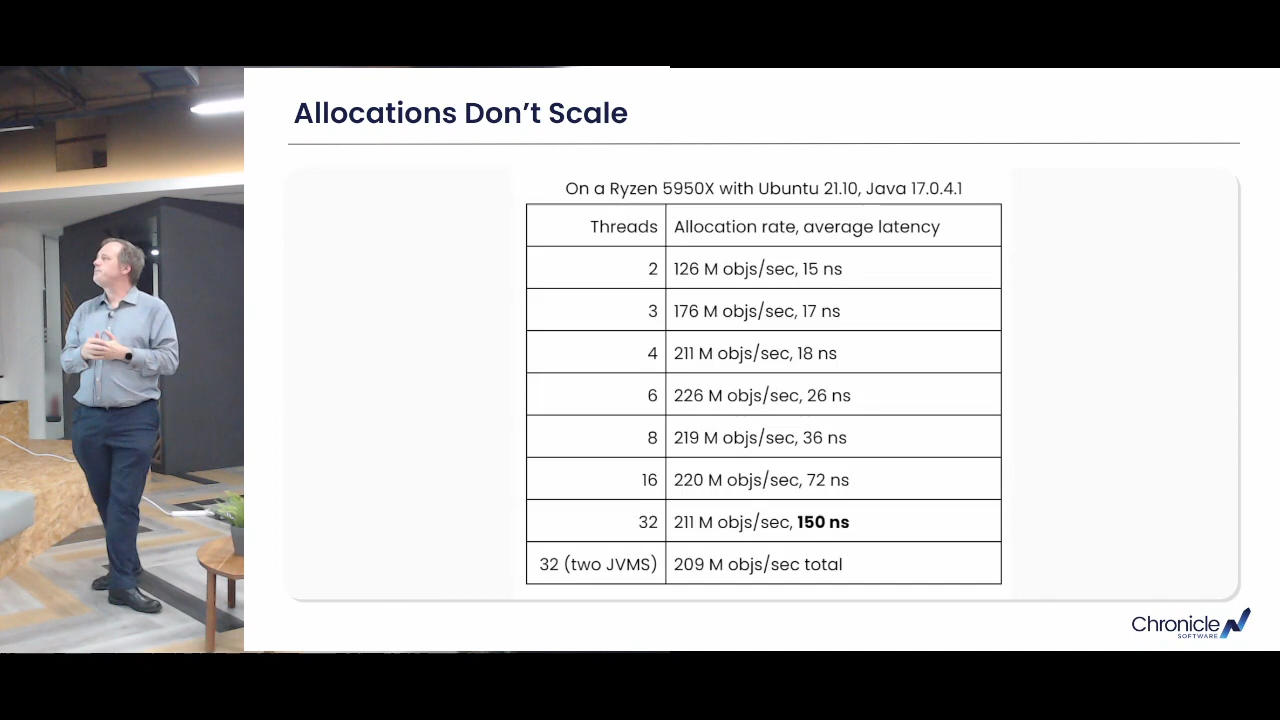 Allocations Don’t Scale
On a Ryzen 5950X with Ubuntu 21.10, Java 17.0.4.1
Threads Allocation rate, average latency
2 126 M objs/sec, 15 ns
3 176 M objs/sec, 17 ns
4 211 M objs/sec, 18 ns
6 226 M objs/sec, 26 ns
8 219 M objs/sec, 36 ns
16 220 M objs/sec, 72 ns
32 211 M objs/sec, 150 ns
32 (two JVMS) 209 M objs/sec total
Chronicle
SOFTWARE